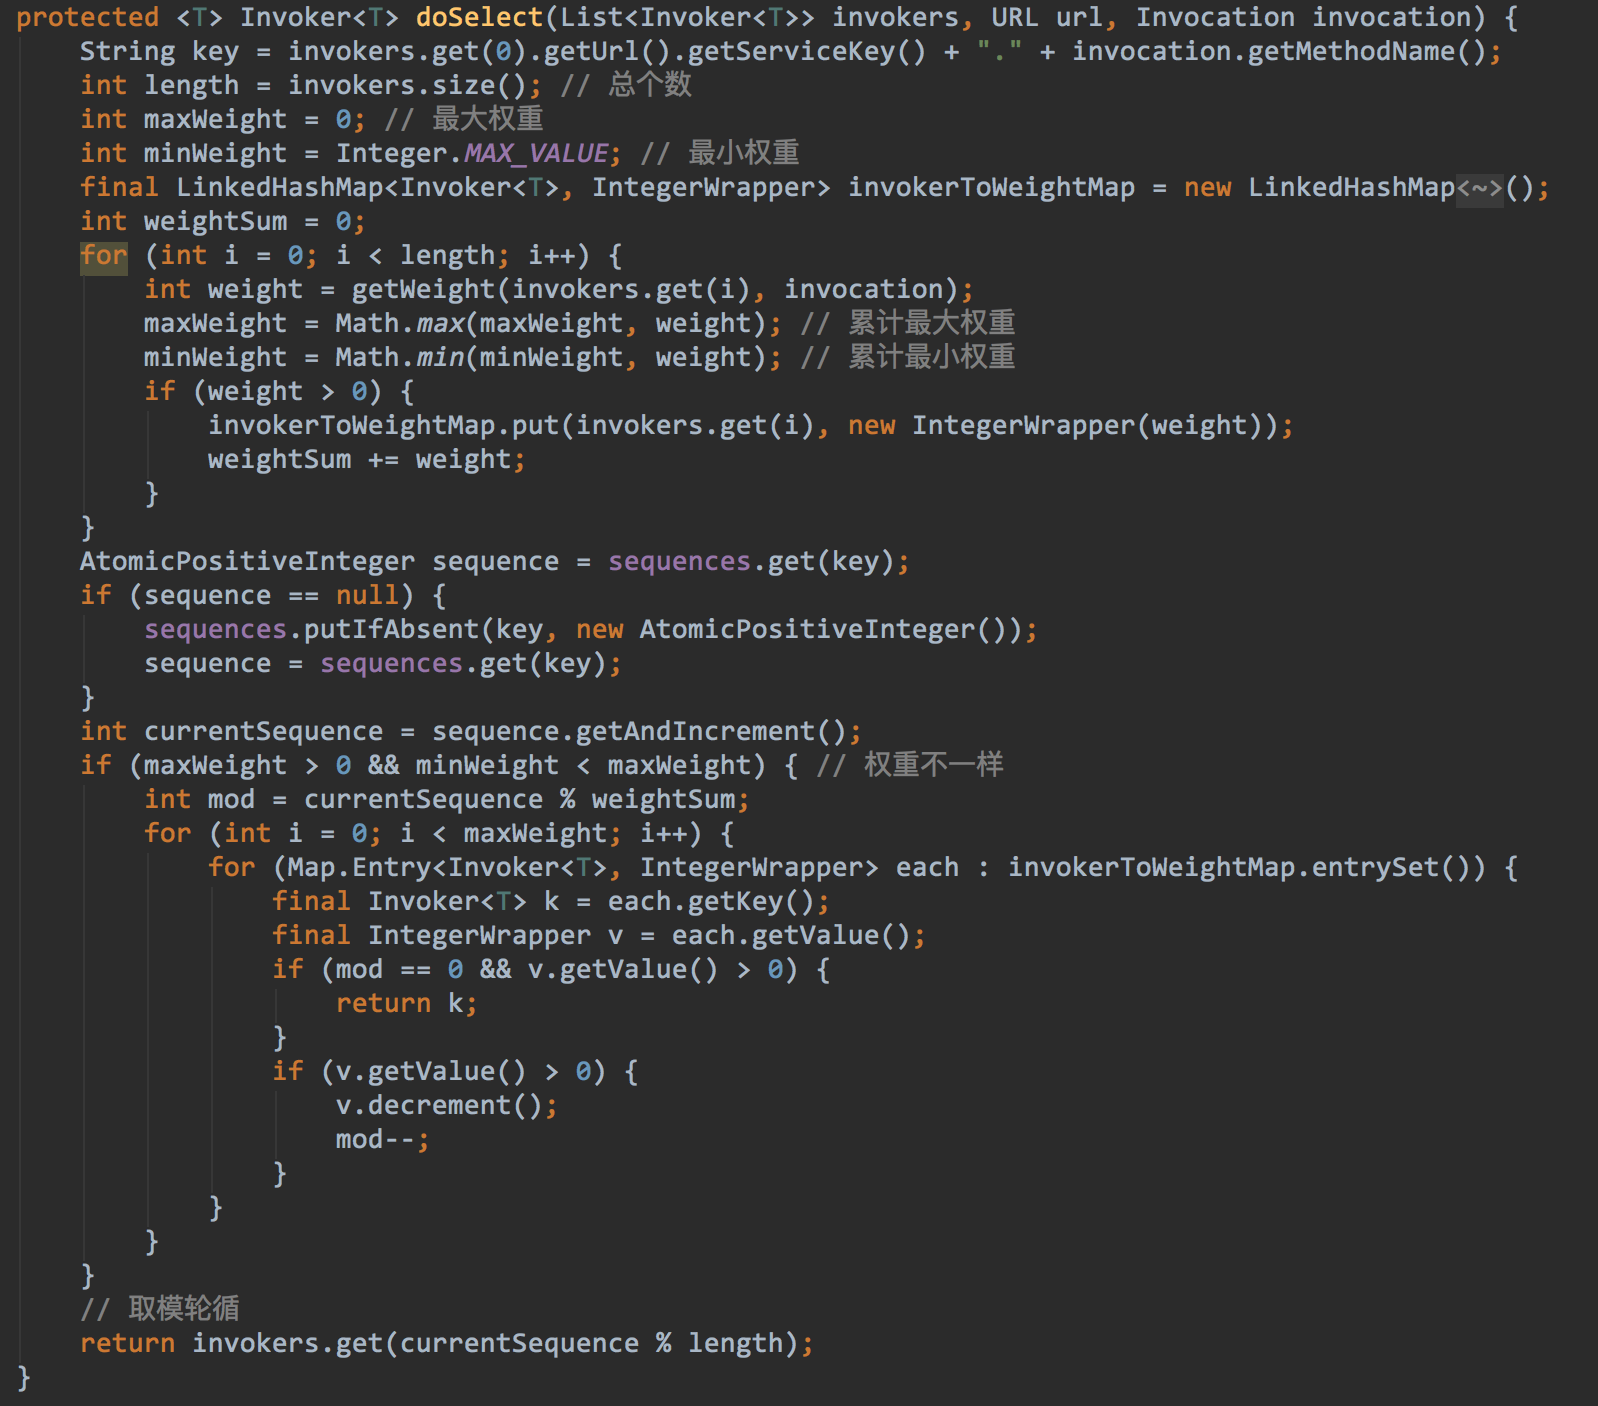 protected <T> Invoker<T> doSelect(List<Invoker<T>> invokers, URL url, Invocation invocation) {
    String key = invokers.get(0).getUrl().getServiceKey() + "." + invocation.getMethodName();
    int length = invokers.size(); // 总个数
    int maxWeight = 0; // 最大权重
    int minWeight = Integer.MAX_VALUE; // 最小权重
    final LinkedHashMap<Invoker<T>, IntegerWrapper> invokerToWeightMap = new LinkedHashMap<~>();
    int weightSum = 0;
    for (int i = 0; i < length; i++) {
        int weight = getWeight(invokers.get(i), invocation);
        maxWeight = Math.max(maxWeight, weight); // 累计最大权重
        minWeight = Math.min(minWeight, weight); // 累计最小权重
        if (weight > 0) {
            invokerToWeightMap.put(invokers.get(i), new IntegerWrapper(weight));
            weightSum += weight;
        }
    }
    AtomicPositiveInteger sequence = sequences.get(key);
    if (sequence == null) {
        sequences.putIfAbsent(key, new AtomicPositiveInteger());
        sequence = sequences.get(key);
    }
    int currentSequence = sequence.getAndIncrement();
    if (maxWeight > 0 && minWeight < maxWeight) { // 权重不一样
        int mod = currentSequence % weightSum;
        for (int i = 0; i < maxWeight; i++) {
            for (Map.Entry<Invoker<T>, IntegerWrapper> each : invokerToWeightMap.entrySet()) {
                final Invoker<T> k = each.getKey();
                final IntegerWrapper v = each.getValue();
                if (mod == 0 && v.getValue() > 0) {
                    return k;
                }
                if (v.getValue() > 0) {
                    v.decrement();
                    mod--;
                }
            }
        }
    }
    // 取模轮循
    return invokers.get(currentSequence % length);
}